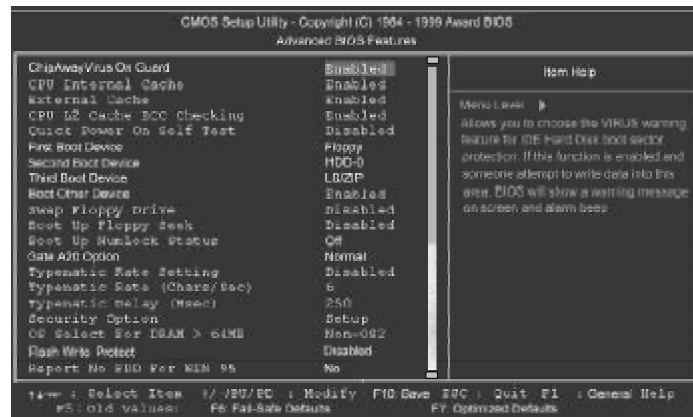 CMOS Setup Utility - Copyright (C) 1984 - 1999 Award BIOS
Advanced BIOS Features
ChipAwayVirus On Guard Enabled
CPU Internal Cache Enabled
External Cache Enabled
CPU L2 Cache ECC Checking Enabled
Quick Power On Self Test Disabled
First Boot Device Floppy
Second Boot Device HDD-0
Third Boot Device LS/ZIP
Boot Other Device Enabled
Swap Floppy Drive Disabled
Boot Up Floppy Seek Disabled
Boot Up Numlock Status Off
Gate A20 Option Normal
Typematic Rate Setting Disabled
Typematic Rate (Chars/Sec) 6
Typematic Delay (Msec) 250
Security Option Setup
OS Select For DRAM > 64MB Non-OS2
Flash Write Protect Disabled
Report No FDD For WIN 95 No
Item Help
Menu Level
Allows you to choose the VIRUS warning
feature for IDE Hard Disk boot sector
protection. If this function is enabled and
someone attempt to write data into this
area, BIOS will show a warning message
on screen and alarm beep
: Select Item +/-/PU/PD : Modify F10:Save ESC : Quit F1 : General Help
F5 : old values: F6: Fail-Safe Defaults F7: Optimized Defaults